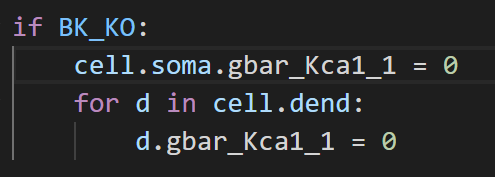 if BK_KO:
    cell.soma.gbar_Kca1_1 = 0
    for d in cell.dend:
        d.gbar_Kca1_1 = 0